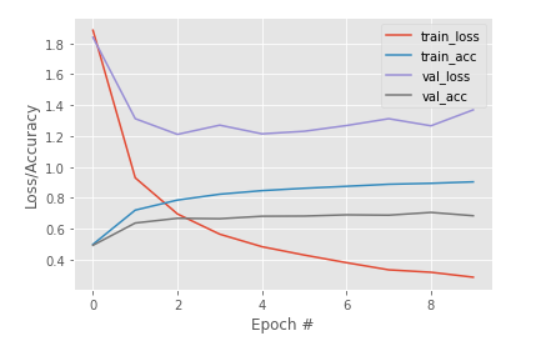 train_loss
train_acc
val_loss
val_acc
1.8
1.6
1.4
1.2
1.0
0.8
0.6
0.4
Loss/Accuracy
0 2 4 6 8
Epoch #